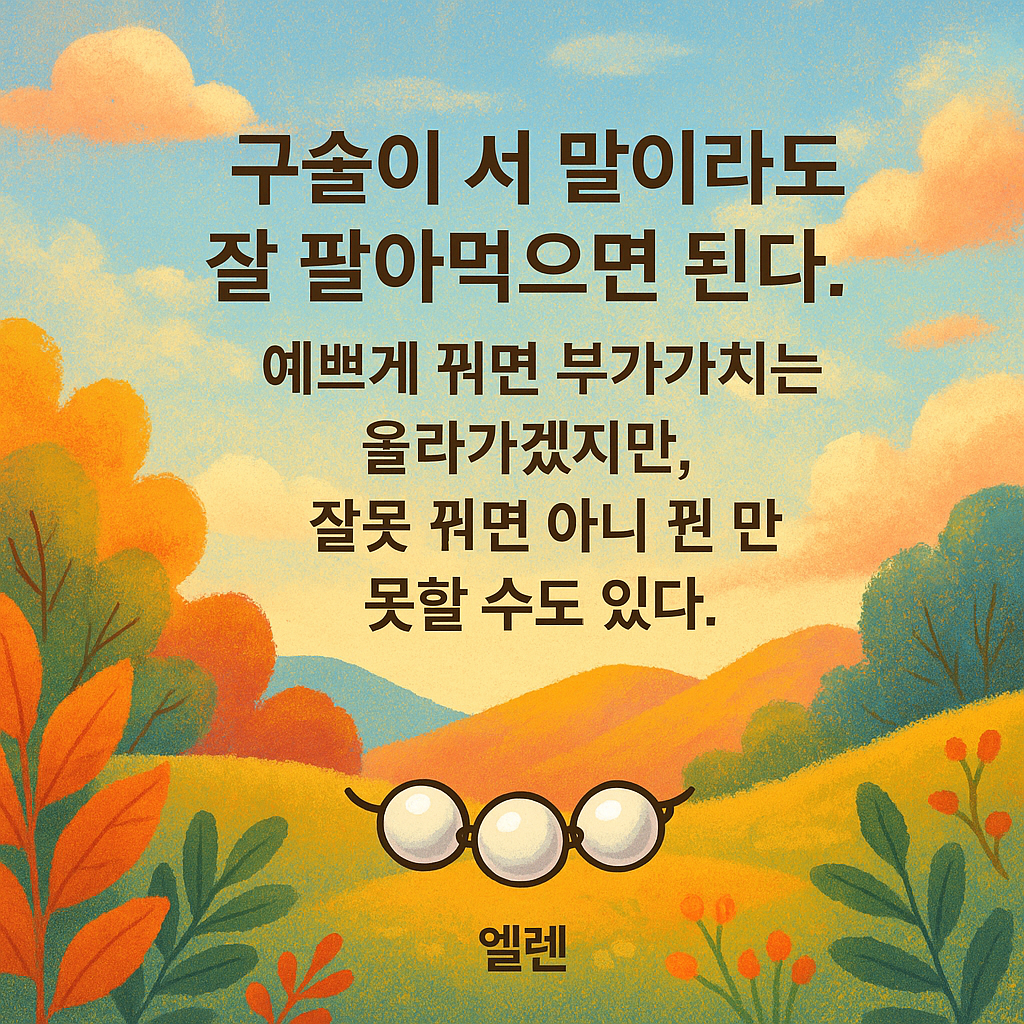 구술이 서 말이라도
잘 팔아먹으면 된다.
예쁘게 꿔면 부가가치는
올라가겠지만,
잘못 꿔면 아니 꿘 만
못할 수도 있다.
엘렌